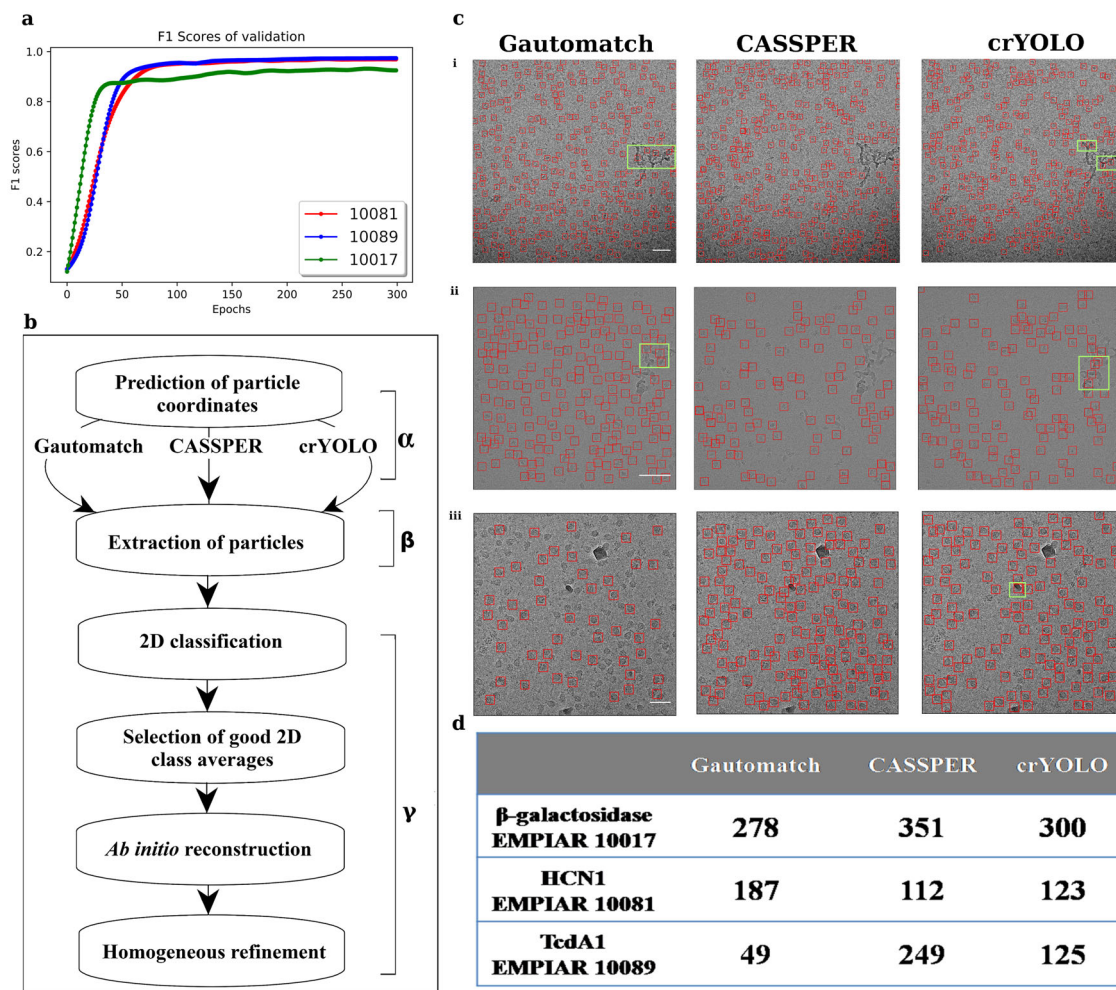 a
F1 Scores of validation
1.0
0.8
0.6
0.4
0.2
F1 scores
0 50 100 150 200 250 300
Epochs
10081
10089
10017
b
Prediction of particle
coordinates
Gautomatch CASSPER crYOLO
α
Extraction of particles
β
2D classification
Selection of good 2D
class averages
Ab initio reconstruction
Homogeneous refinement
γ
c
Gautomatch CASSPER crYOLO
i
ii
iii
d
Gautomatch CASSPER crYOLO
β-galactosidase
EMPIAR 10017
278 351 300
HCN1
EMPIAR 10081
187 112 123
TcdA1
EMPIAR 10089
49 249 125